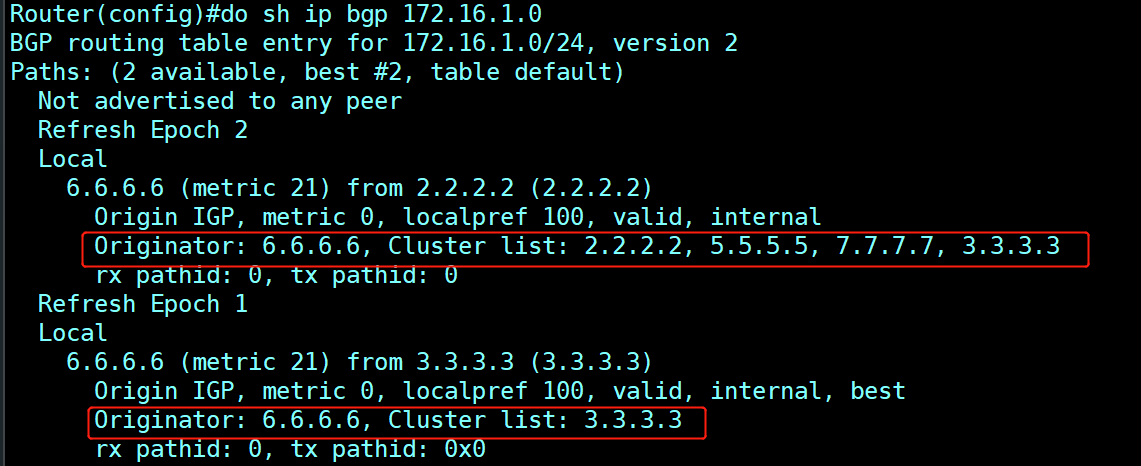 Router(config)#do sh ip bgp 172.16.1.0
BGP routing table entry for 172.16.1.0/24, version 2
Paths: (2 available, best #2, table default)
Not advertised to any peer
Refresh Epoch 2
Local
6.6.6.6 (metric 21) from 2.2.2.2 (2.2.2.2)
Origin IGP, metric 0, localpref 100, valid, internal
Originator: 6.6.6.6, Cluster list: 2.2.2.2, 5.5.5.5, 7.7.7.7, 3.3.3.3
rx pathid: 0, tx pathid: 0
Refresh Epoch 1
Local
6.6.6.6 (metric 21) from 3.3.3.3 (3.3.3.3)
Origin IGP, metric 0, localpref 100, valid, internal, best
Originator: 6.6.6.6, Cluster list: 3.3.3.3
rx pathid: 0, tx pathid: 0x0